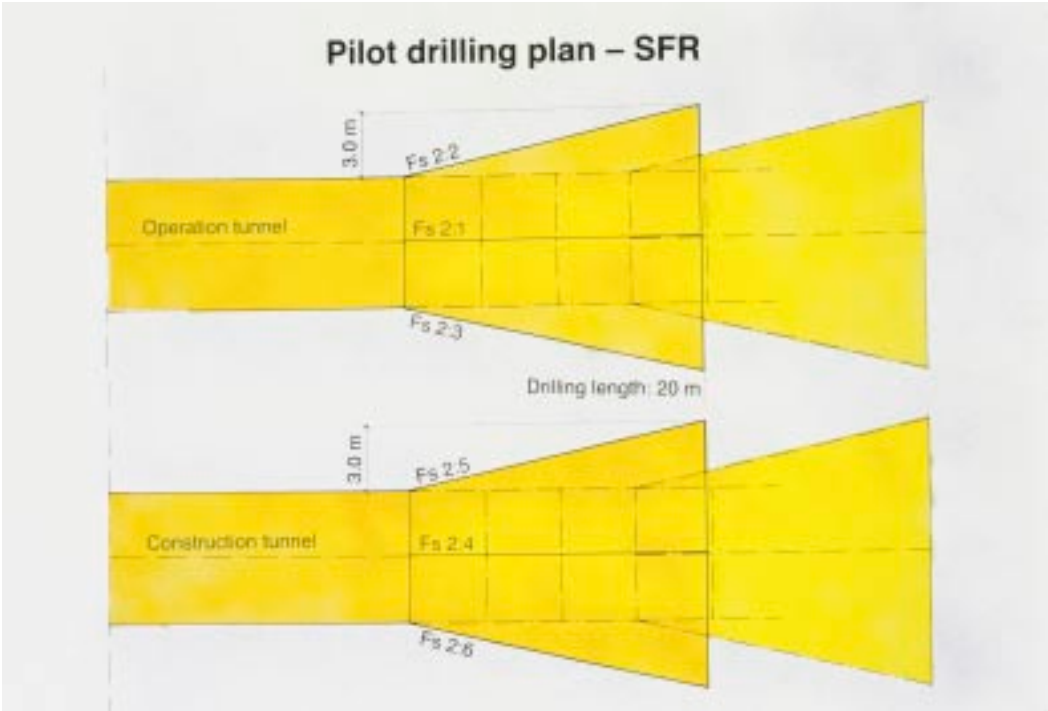 Pilot drilling plan – SFR
3.0 m
Fs 2:2
Operation tunnel
Fs 2:1
Fs 2:3
Drilling length: 20 m
3.0 m
Fs 2:5
Construction tunnel
Fs 2:4
Fs 2:6